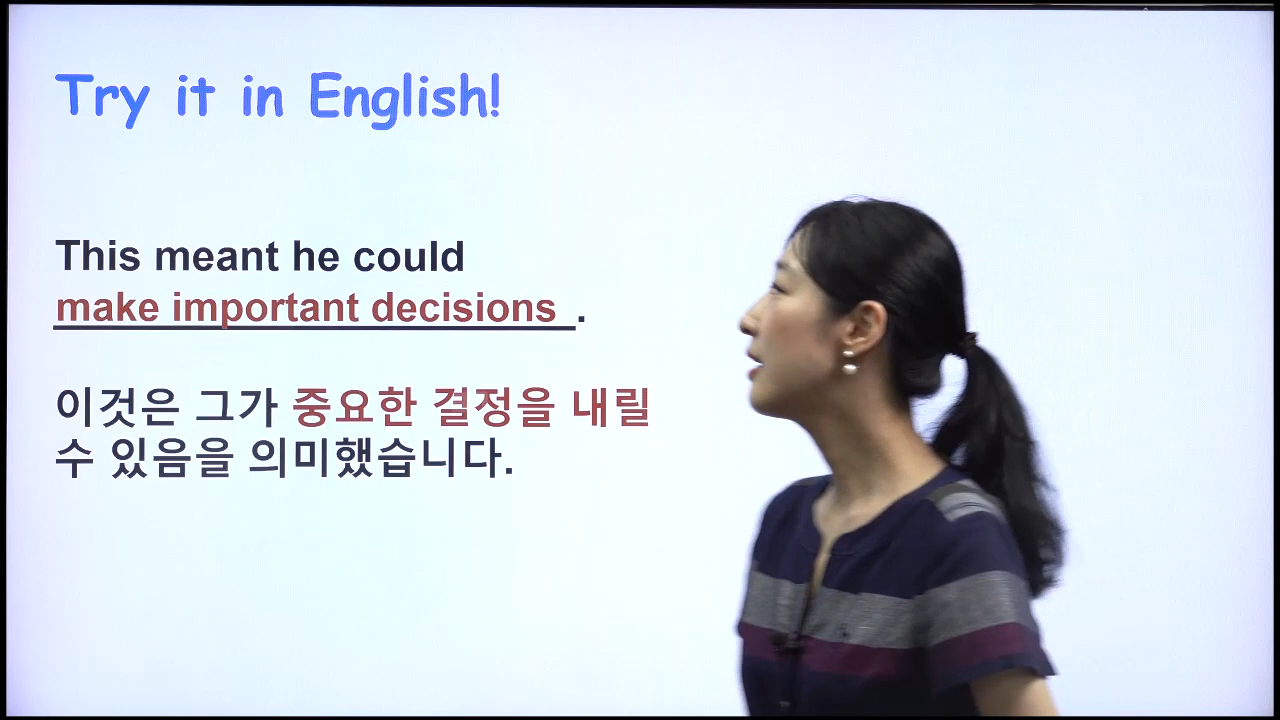 Try it in English!
This meant he could
make important decisions.
이것은 그가 중요한 결정을 내릴
수 있음을 의미했습니다.